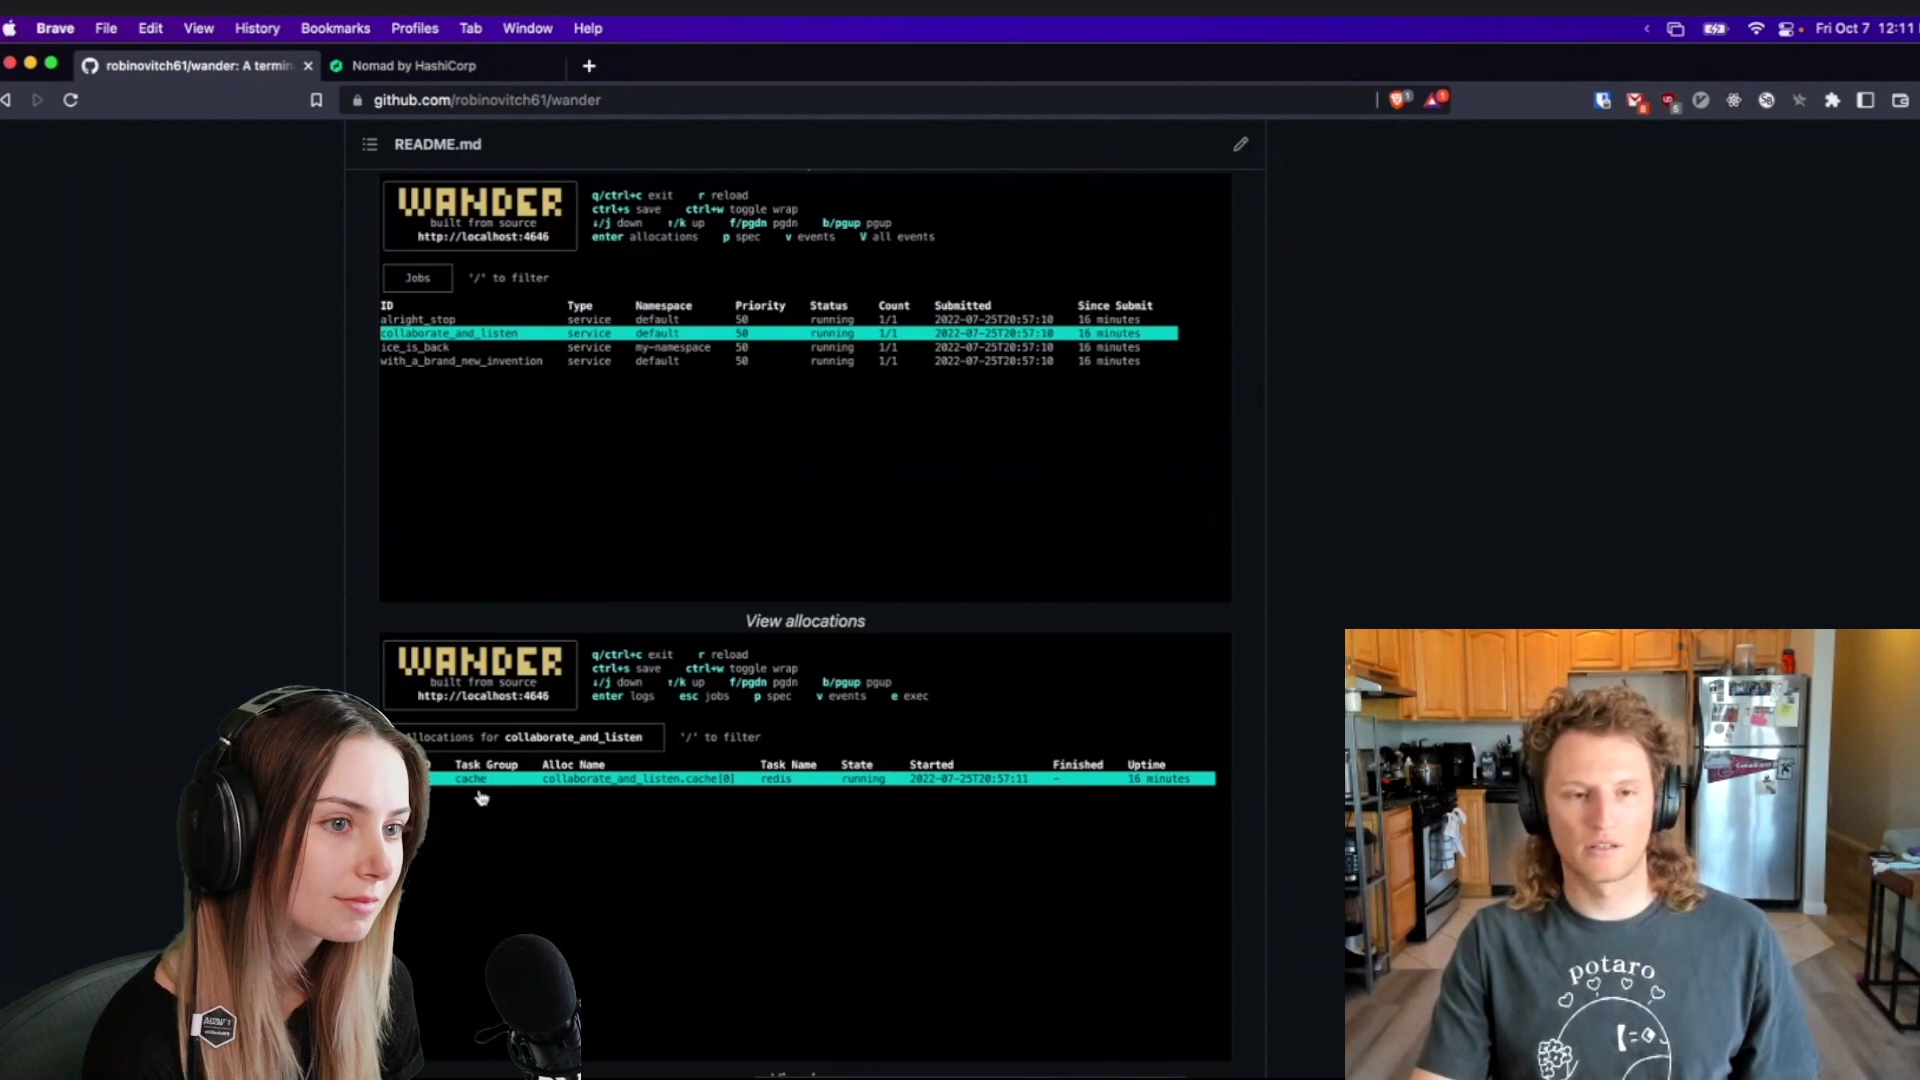 Brave File Edit View History Bookmarks Profiles Tab Window Help
Fri Oct 7 12:11
robinovitch61/wander: A termin
Nomad by HashiCorp
github.com/robinovitch61/wander
README.md
WANDER
built from source
http://localhost:4646
q/ctrl+c exit r reload
ctrl+s save ctrl+w toggle wrap
↓/j down ↑/k up f/pgdn pgdn b/pgup pgup
enter allocations p spec v events V all events
Jobs '/' to filter
ID Type Namespace Priority Status Count Submitted Since Submit
alright_stop service default 50 running 1/1 2022-07-25T20:57:10 16 minutes
collaborate_and_listen service default 50 running 1/1 2022-07-25T20:57:10 16 minutes
ice_is_back service my-namespace 50 running 1/1 2022-07-25T20:57:10 16 minutes
with_a_brand_new_invention service default 50 running 1/1 2022-07-25T20:57:10 16 minutes
View allocations
WANDER
built from source
http://localhost:4646
q/ctrl+c exit r reload
ctrl+s save ctrl+w toggle wrap
↓/j down ↑/k up f/pgdn pgdn b/pgup pgup
enter logs esc jobs p spec v events e exec
llocations for collaborate_and_listen '/' to filter
Task Group Alloc Name Task Name State Started Finished Uptime
cache collaborate_and_listen.cache[0] redis running 2022-07-25T20:57:11 - 16 minutes
potaro